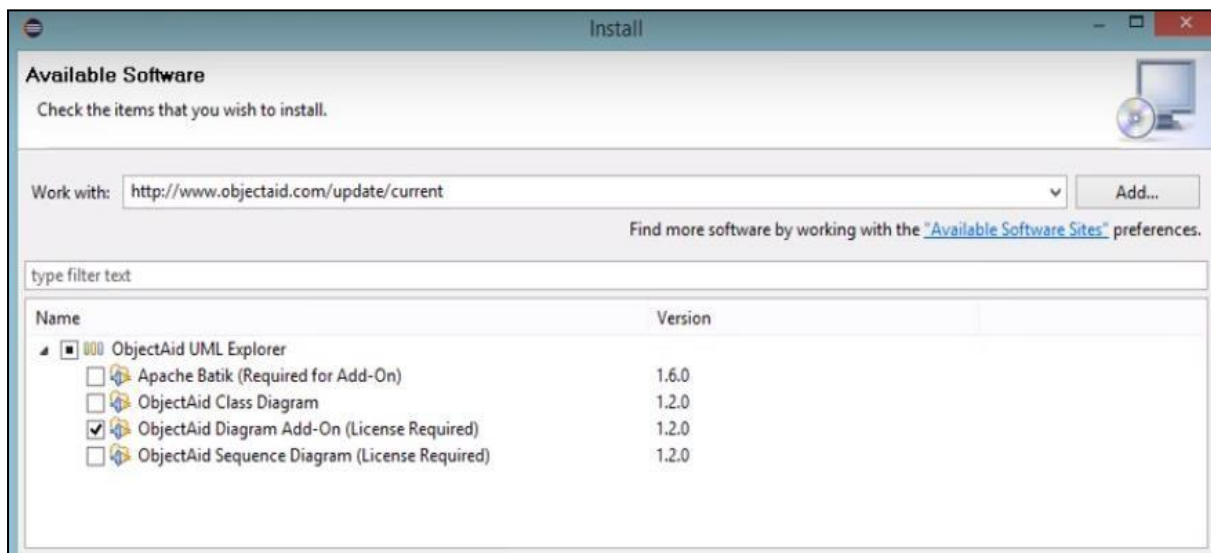 Install
Available Software
Check the items that you wish to install.
Work with: http://www.objectaid.com/update/current Add...
Find more software by working with the "Available Software Sites" preferences.
type filter text
Name Version
ObjectAid UML Explorer
Apache Batik (Required for Add-On) 1.6.0
ObjectAid Class Diagram 1.2.0
ObjectAid Diagram Add-On (License Required) 1.2.0
ObjectAid Sequence Diagram (License Required) 1.2.0